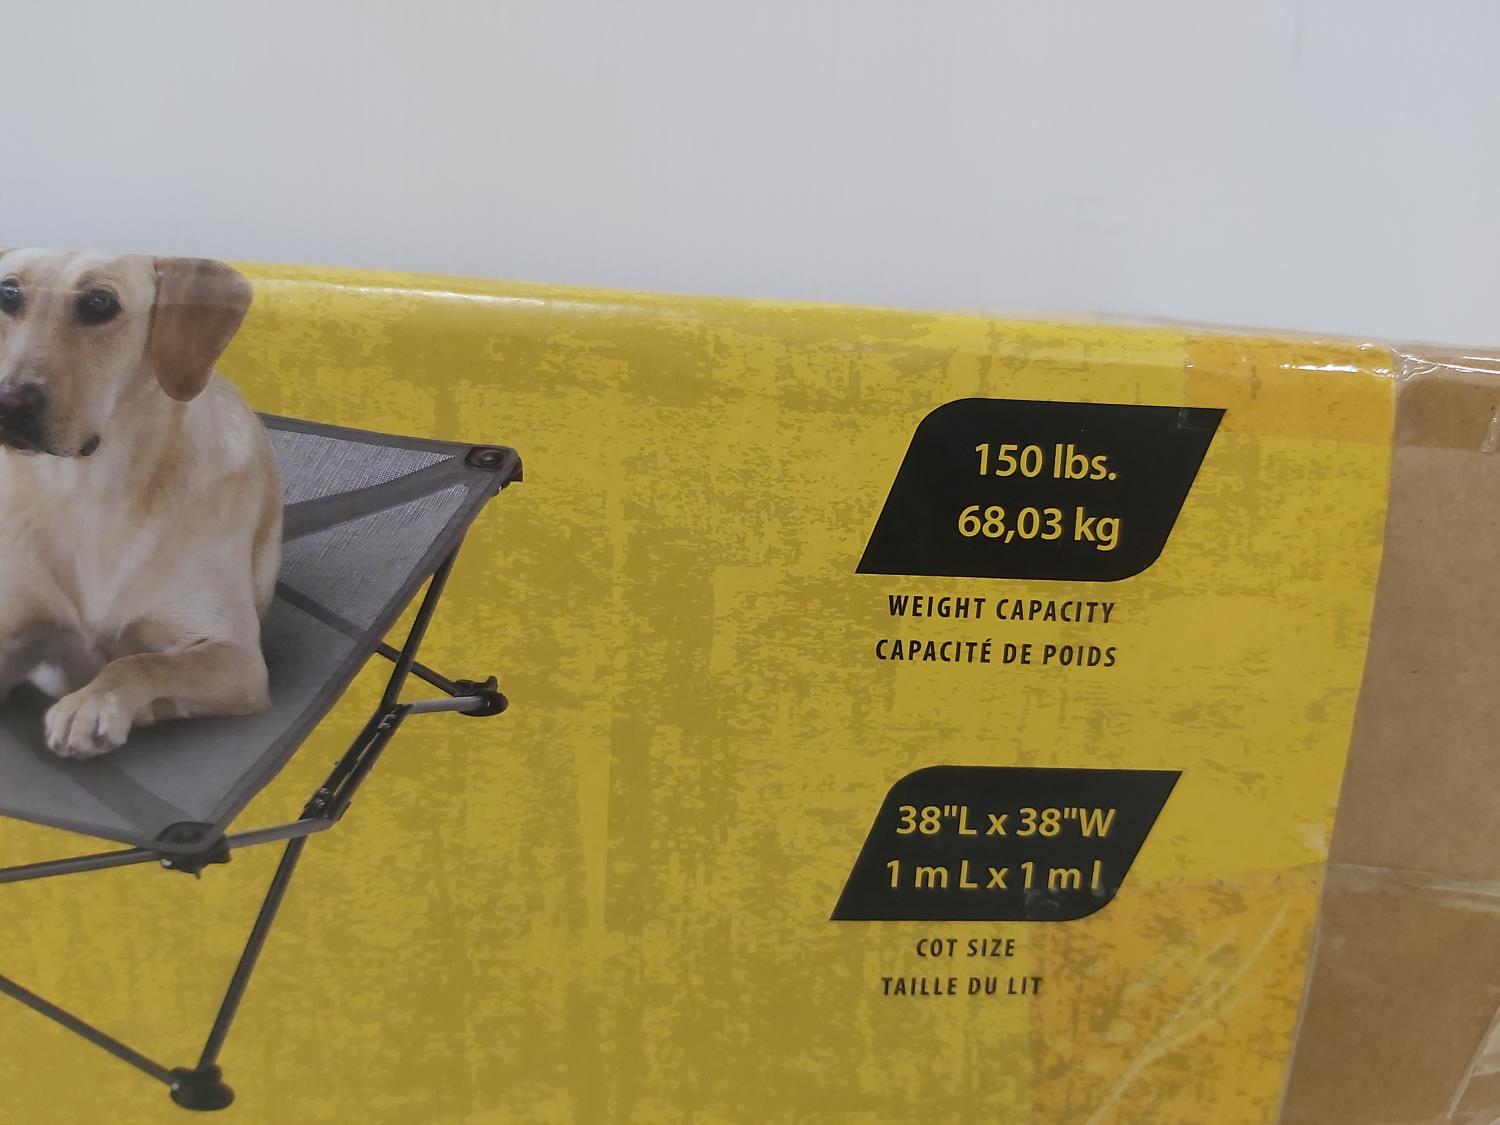 150 lbs.
68,03 kg
WEIGHT CAPACITY
CAPACITÉ DE POIDS
38"L x 38"W
1 m L x 1 m l
COT SIZE
TAILLE DU LIT